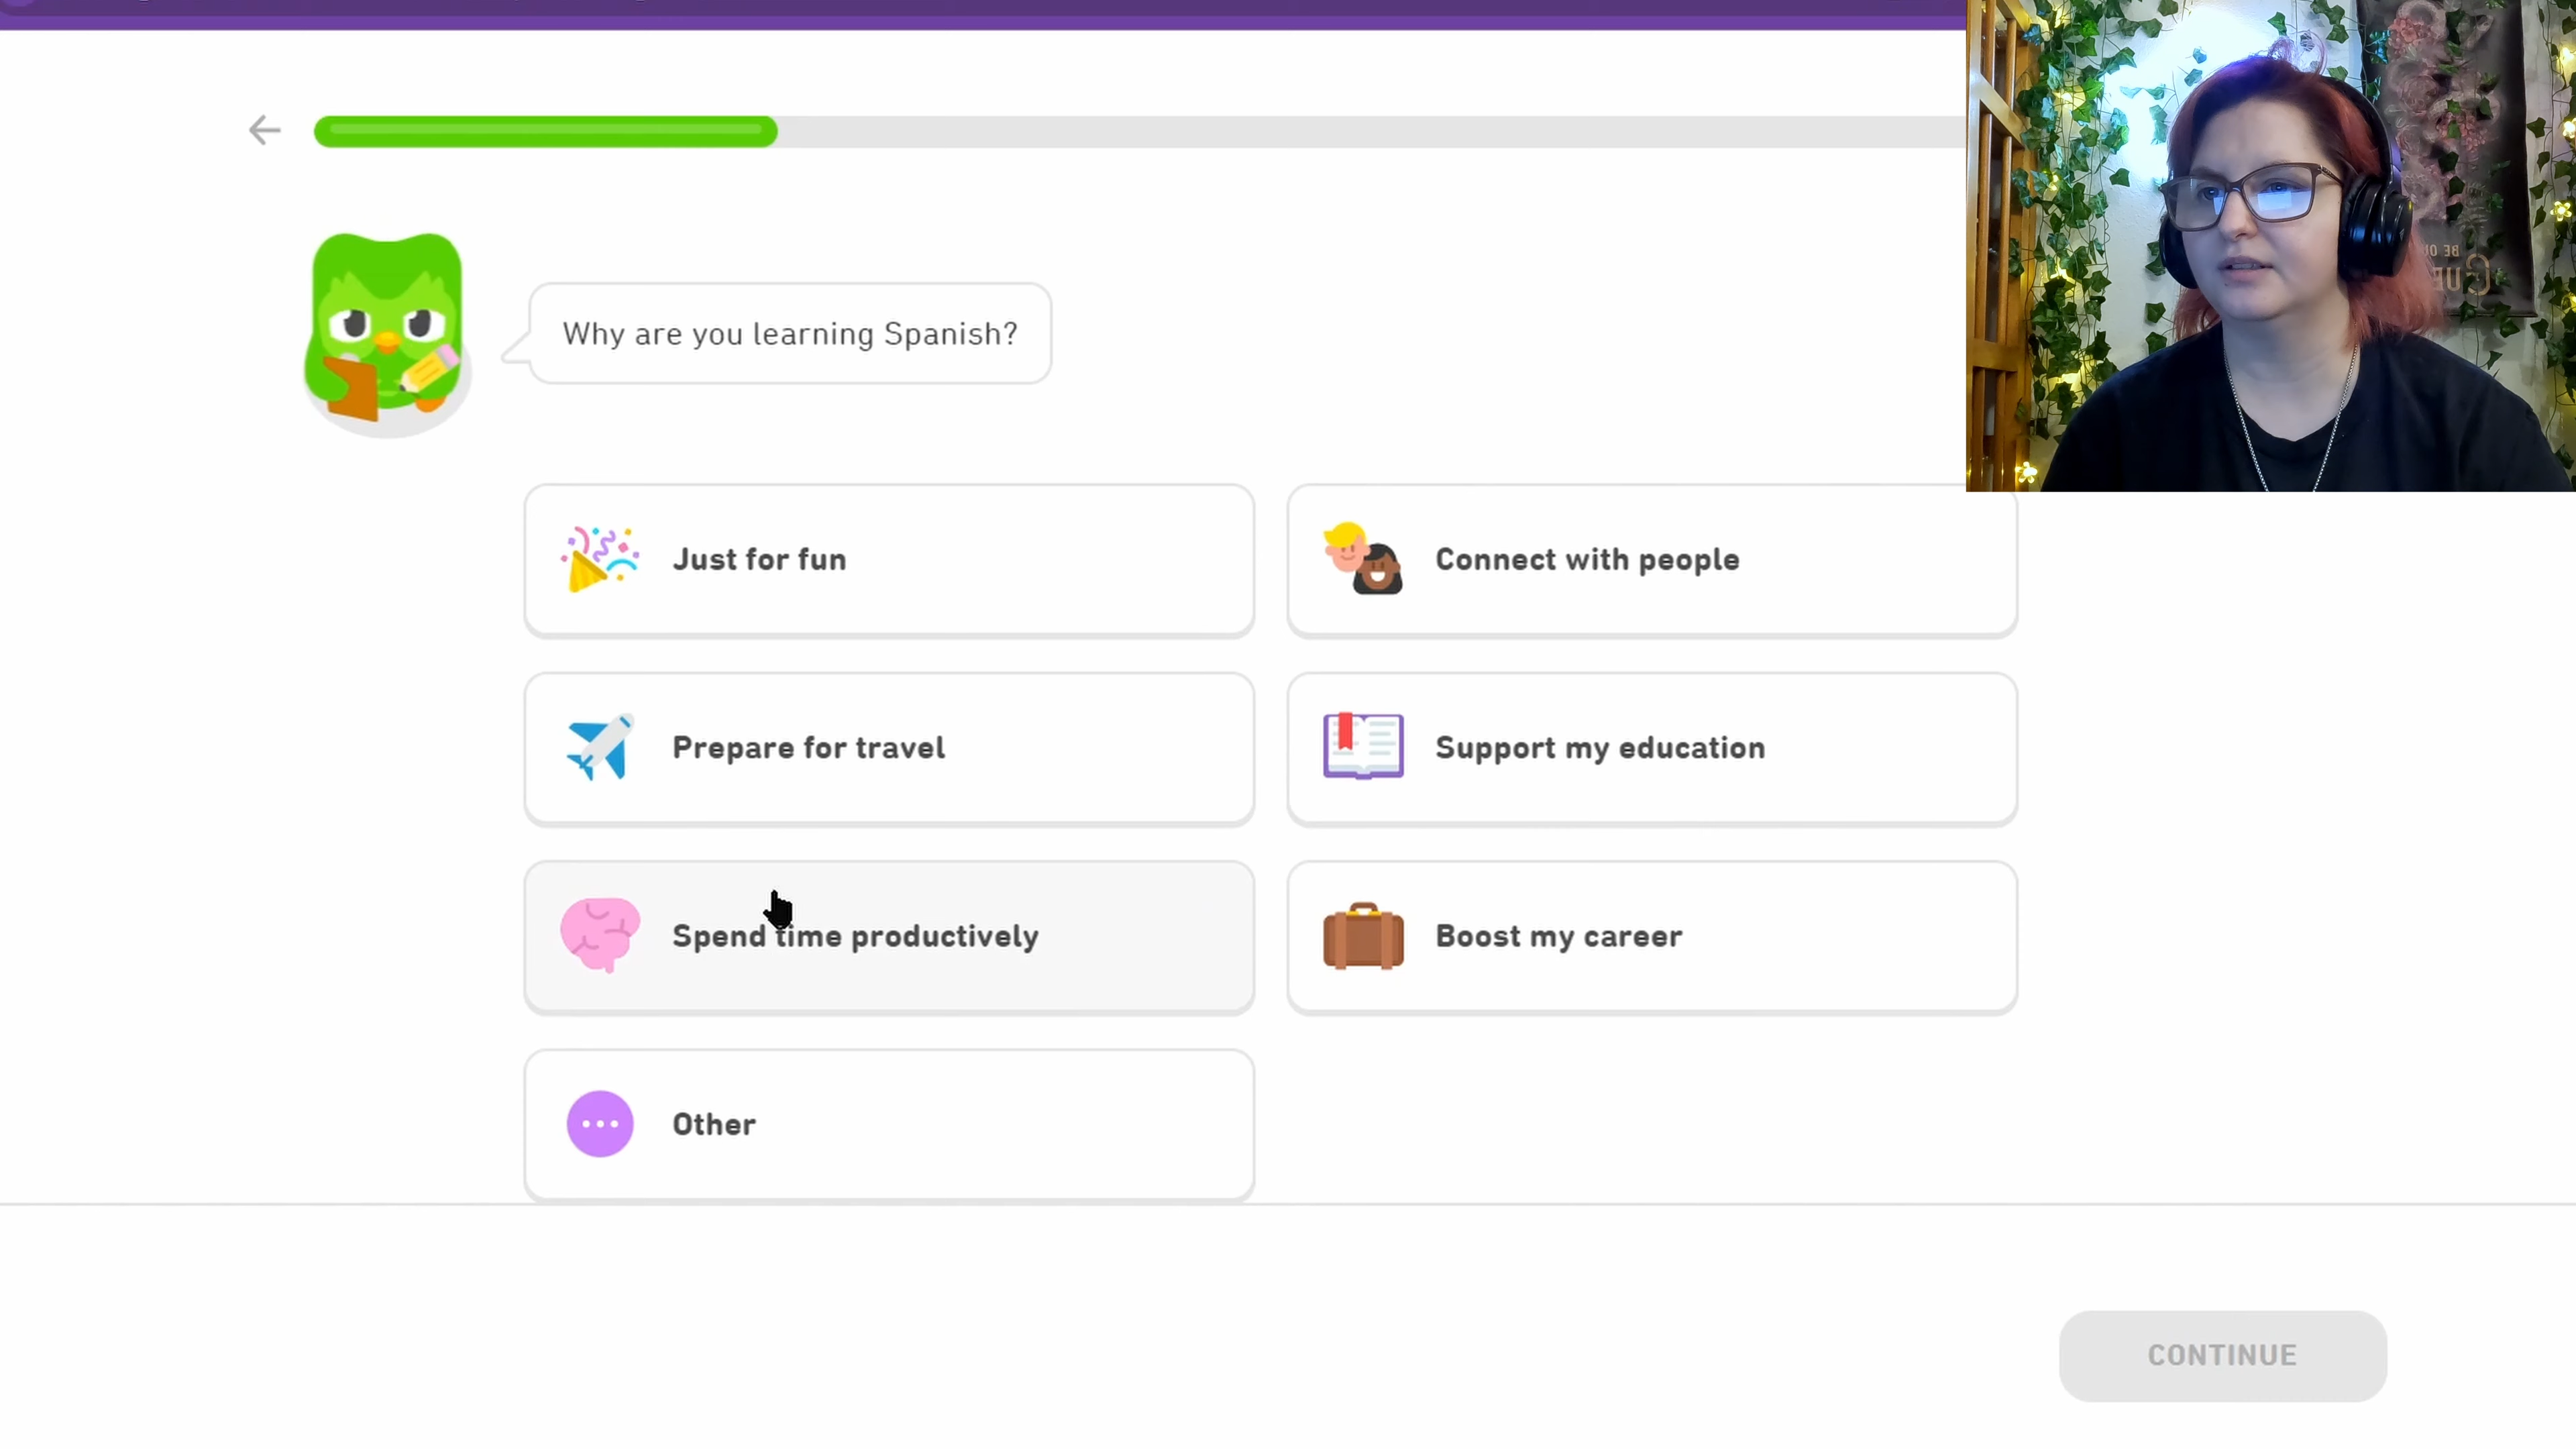 Why are you learning Spanish?
Just for fun
Connect with people
Prepare for travel
Support my education
Spend time productively
Boost my career
Other
CONTINUE